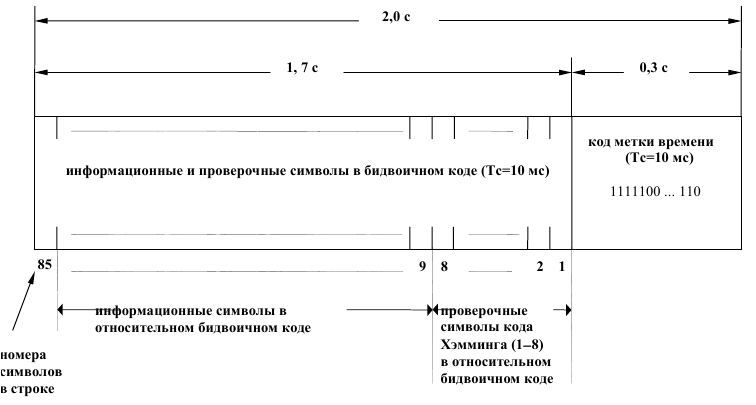 2,0 с
1, 7 с
0,3 с
код метки времени
(Тс=10 мс)
информационные и проверочные символы в бидвоичном коде (Тс=10 мс)
1111100 ... 110
85
9
8
2
1
информационные символы в
относительном бидвоичном коде
проверочные
символы кода
Хэмминга (1–8)
в относительном
бидвоичном коде
номера
символов
в строке